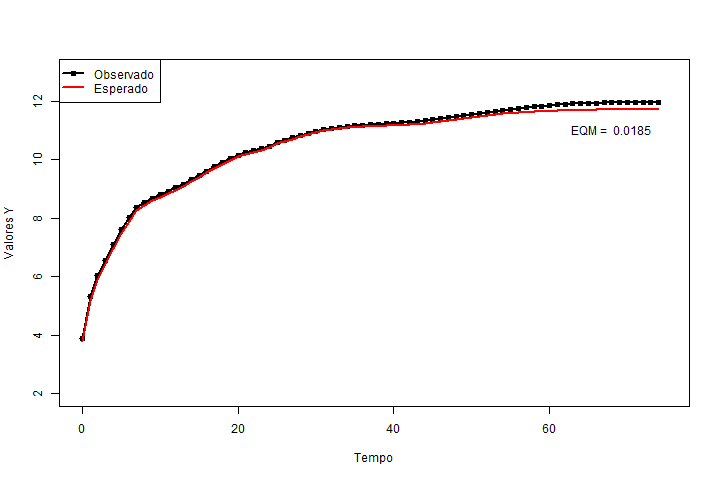 Observado
Esperado
EQM = 0.0185
12
10
8
6
4
2
Valores Y
0 20 40 60
Tempo